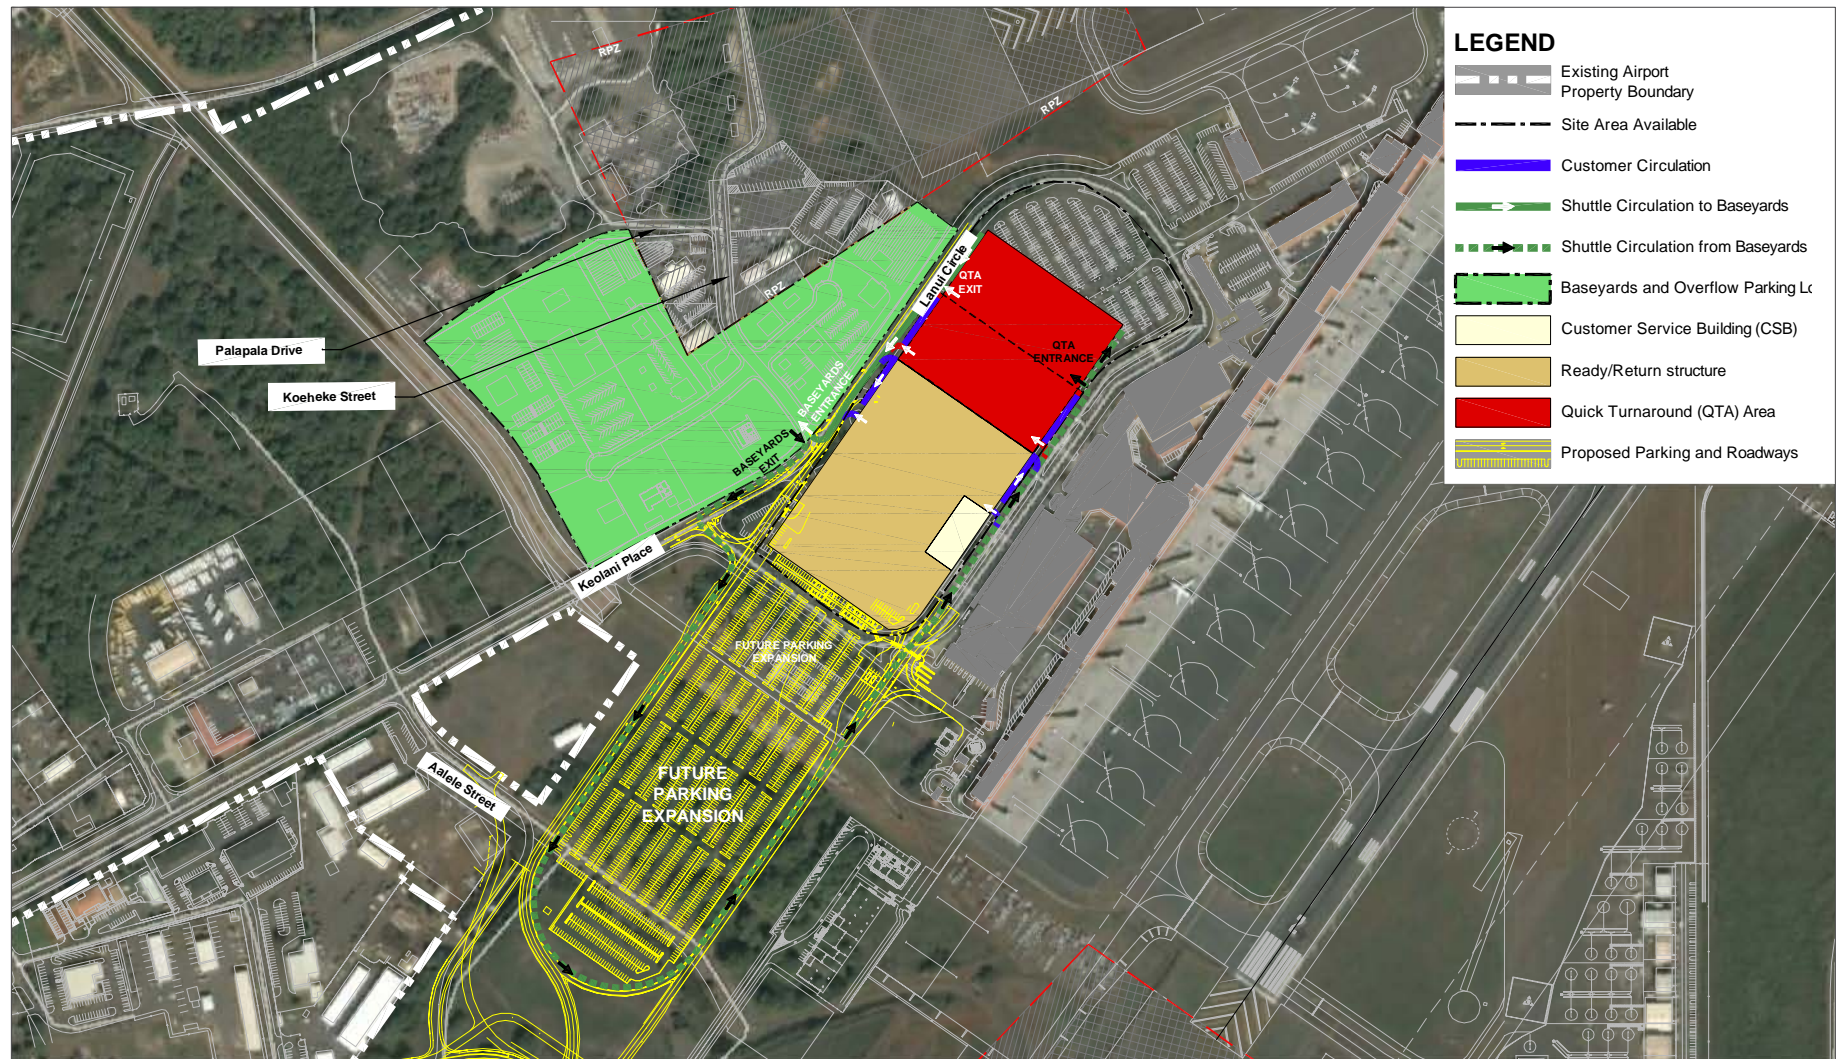 LEGEND
Existing Airport
Property Boundary
Site Area Available
Customer Circulation
Shuttle Circulation to Baseyards
Shuttle Circulation from Baseyards
Baseyards and Overflow Parking Lo
Customer Service Building (CSB)
Ready/Return structure
Quick Turnaround (QTA) Area
Proposed Parking and Roadways
RPZ
RPZ
RPZ
Lanui Circle
QTA
EXIT
QTA
ENTRANCE
Palapala Drive
Koeheke Street
BASEYARDS
ENTRANCE
BASEYARDS
EXIT
Keolani Place
FUTURE PARKING
EXPANSION
Aalele Street
FUTURE
PARKING
EXPANSION